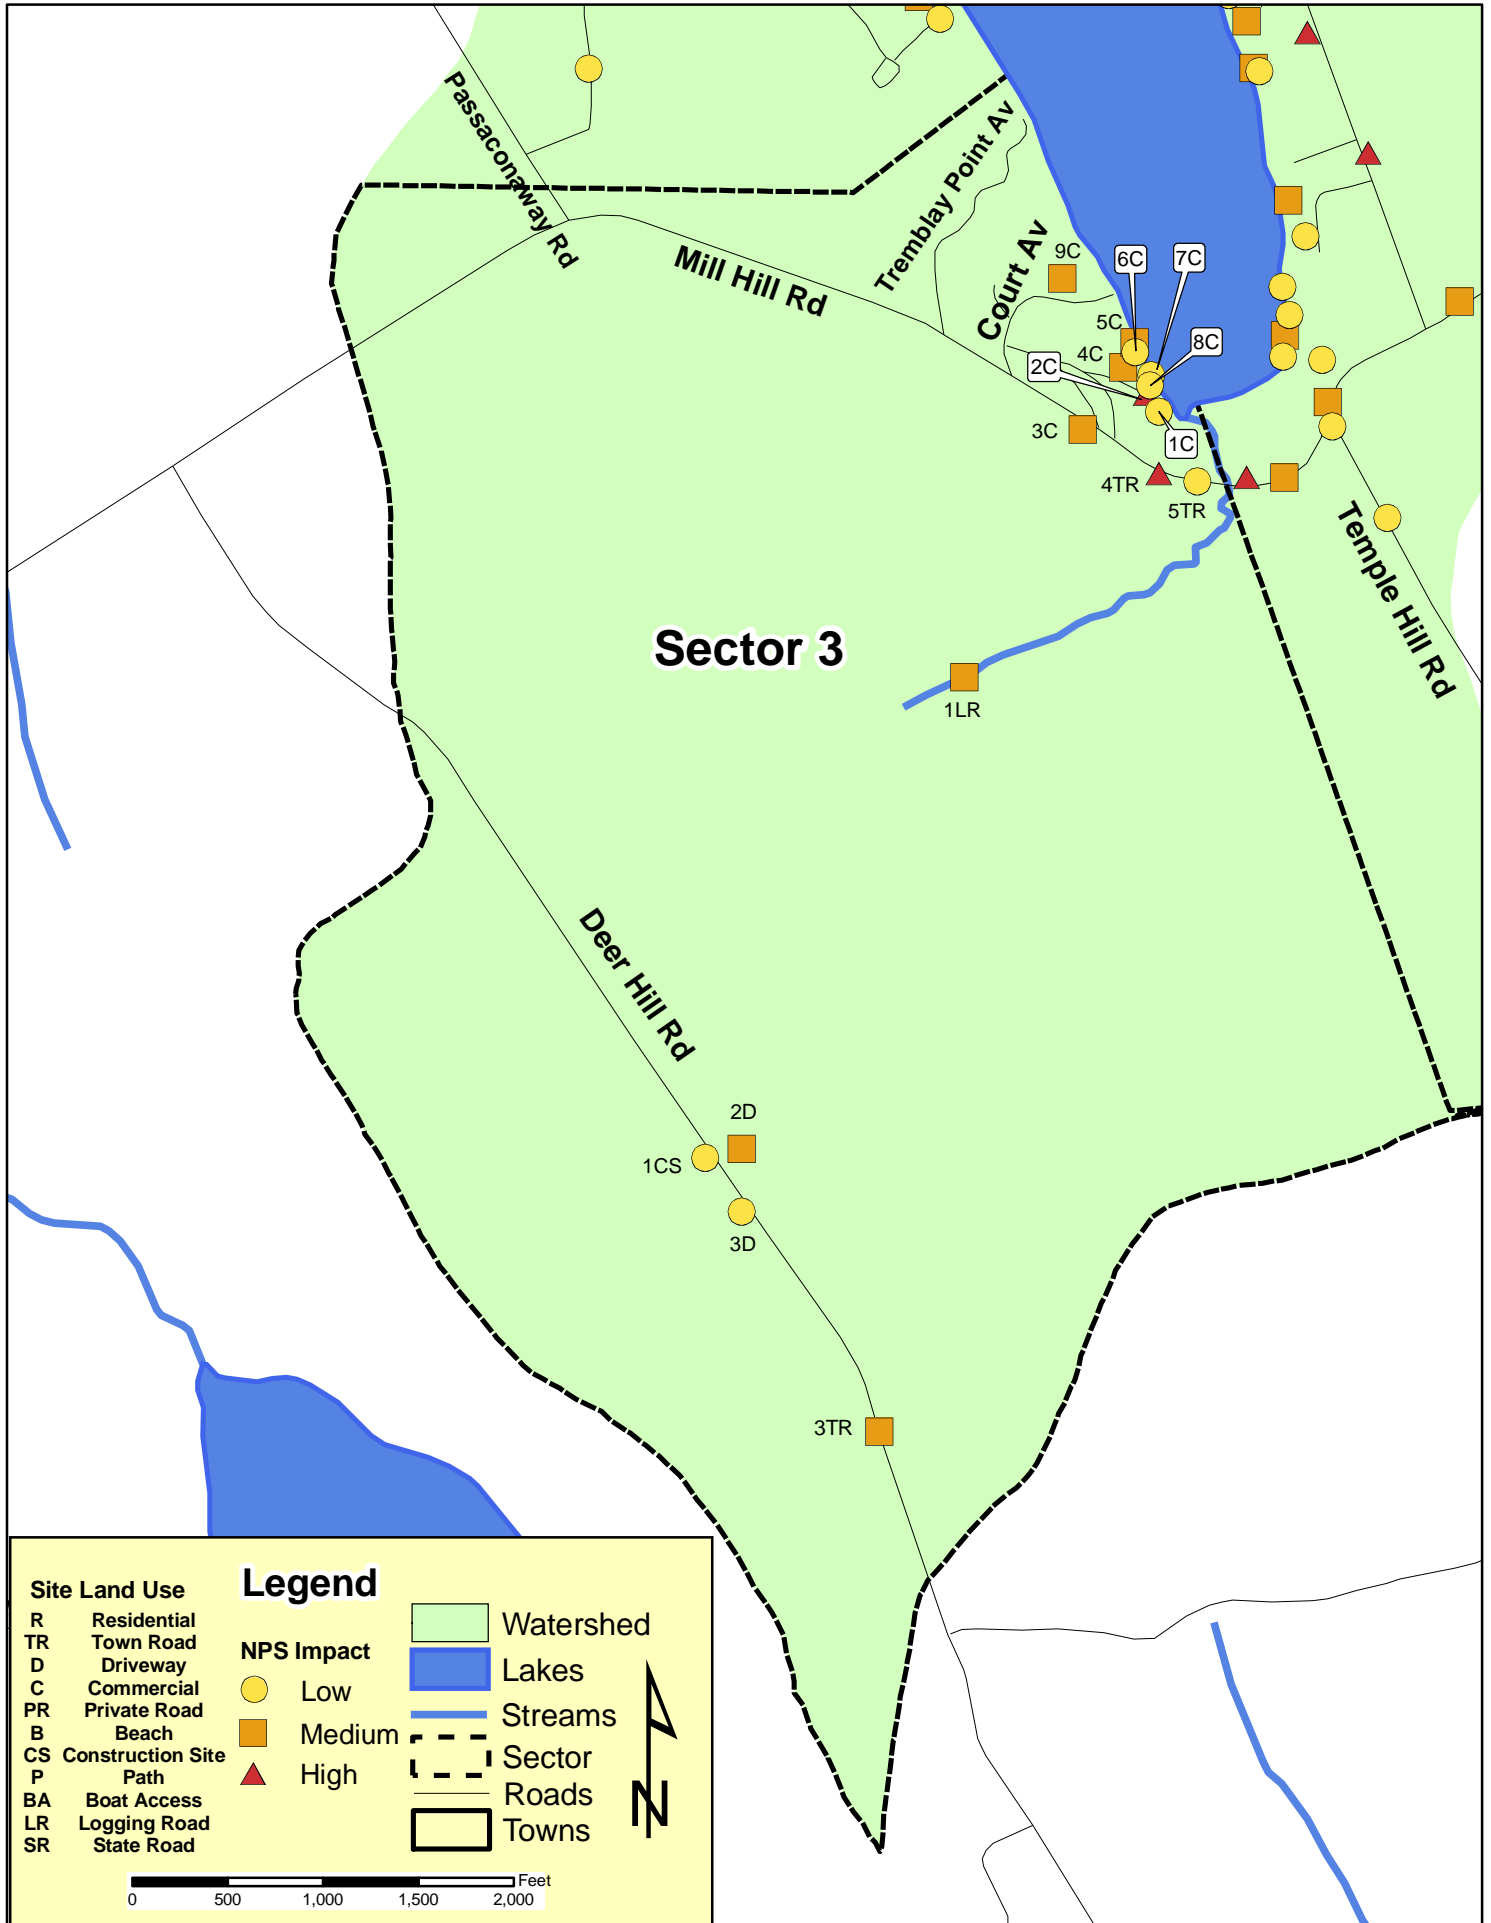 Passaconaway Rd
Tremblay Point Av
Court Av
Mill Hill Rd
9C
6C
7C
5C
8C
4C
2C
3C
1C
4TR
5TR
Temple Hill Rd
Sector 3
1LR
Deer Hill Rd
2D
1CS
3D
3TR
Legend
Site Land Use
R Residential
TR Town Road
D Driveway
C Commercial
PR Private Road
B Beach
CS Construction Site
P Path
BA Boat Access
LR Logging Road
SR State Road
NPS Impact
Low
Medium
High
Watershed
Lakes
Streams
Sector
Roads
Towns
N
Feet
0 500 1,000 1,500 2,000